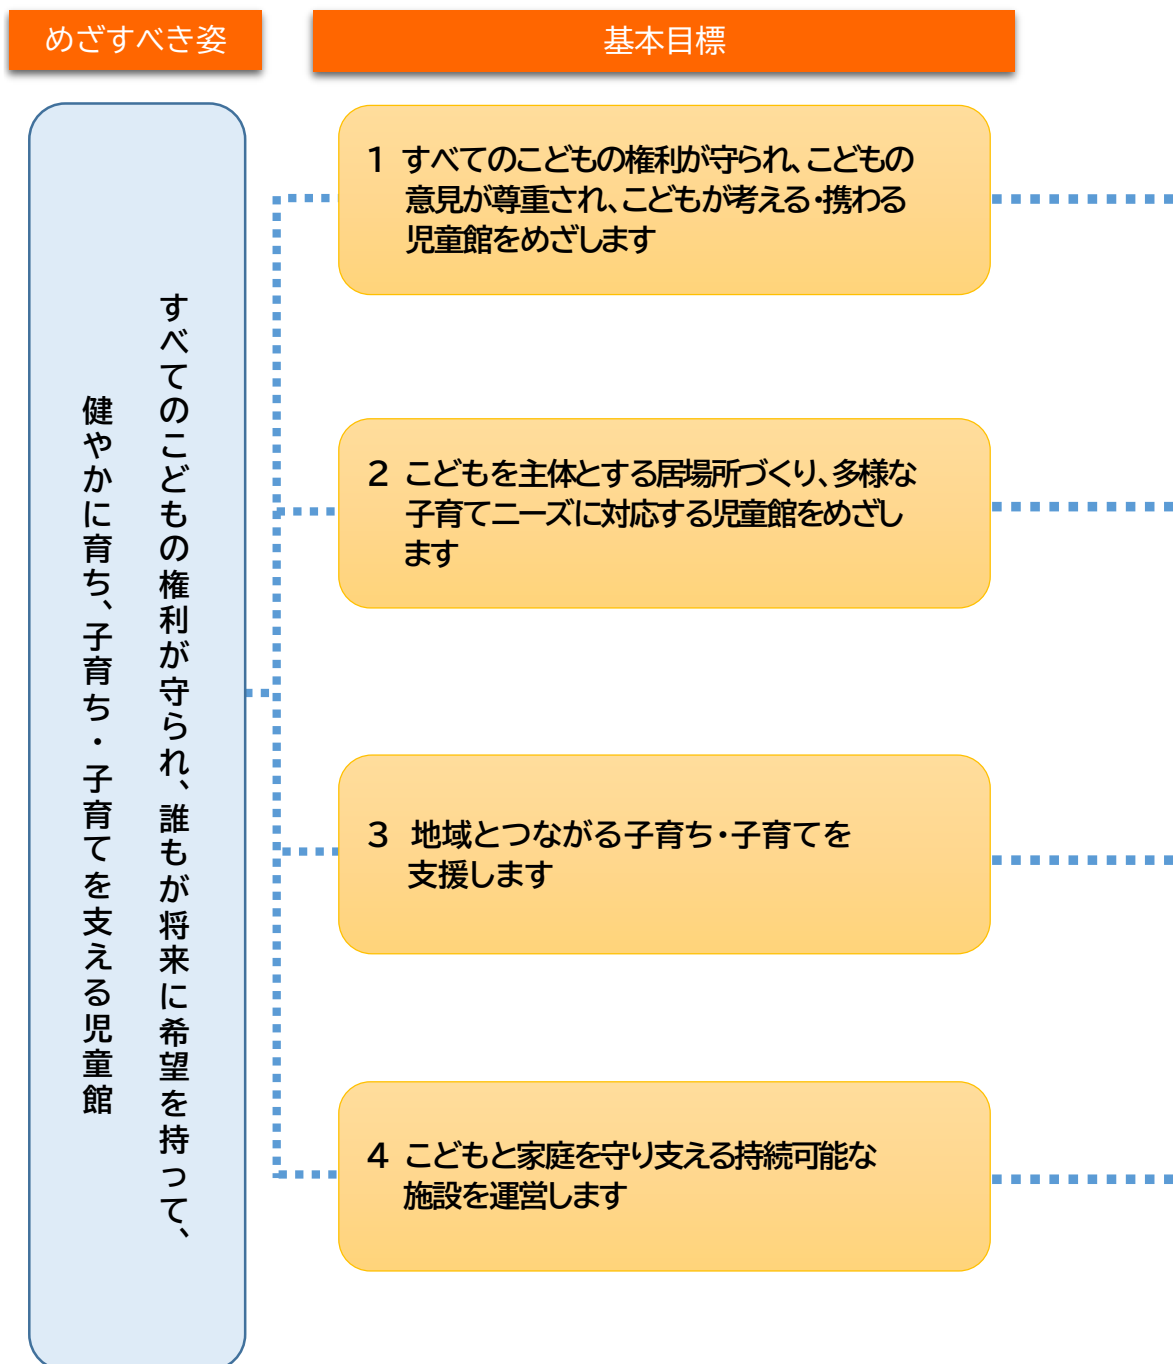 めざすべき姿
基本目標
すべてのこどもの権利が守られ、誰もが将来に希望を持って、
健やかに育ち、子育ち・子育てを支える児童館
1 すべてのこどもの権利が守られ、こどもの
意見が尊重され、こどもが考える・携わる
児童館をめざします
2 こどもを主体とする居場所づくり、多様な
子育てニーズに対応する児童館をめざし
ます
3 地域とつながる子育ち・子育てを
支援します
4 こどもと家庭を守り支える持続可能な
施設を運営します